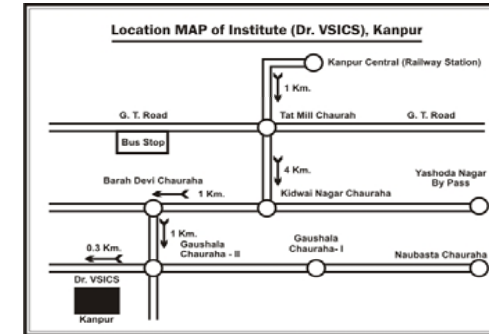 Location MAP of Institute (Dr. VSICS), Kanpur
Kanpur Central (Railway Station)
1 Km.
G. T. Road
Tat Mill Chaurah
G. T. Road
Bus Stop
4 Km.
Yashoda Nagar
By Pass
Barah Devi Chauraha
1 Km.
Kidwai Nagar Chauraha
1 Km.
0.3 Km.
Gaushala
Chauraha - II
Gaushala
Chauraha- I
Naubasta Chauraha
Dr. VSICS
Kanpur